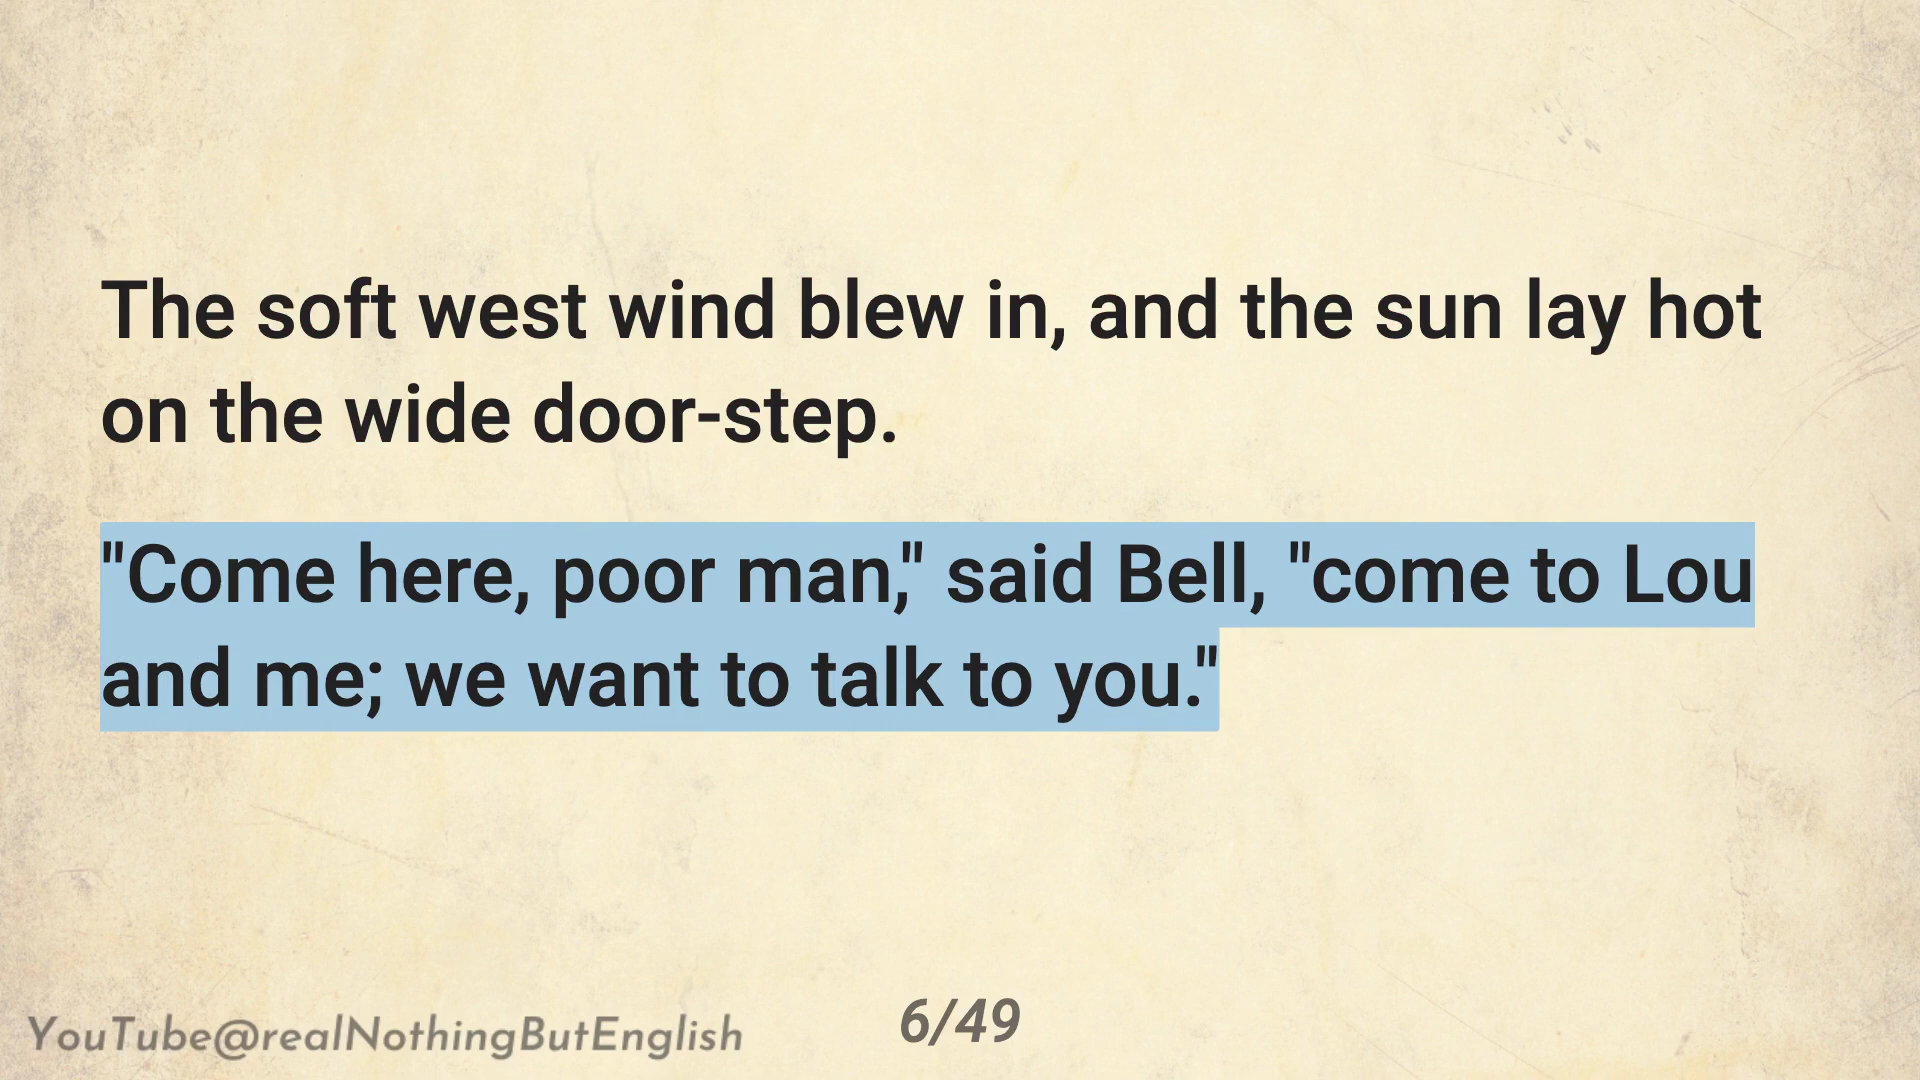 The soft west wind blew in, and the sun lay hot
on the wide door-step.
"Come here, poor man," said Bell, "come to Lou
and me; we want to talk to you."
YouTube@realNothingButEnglish
6/49